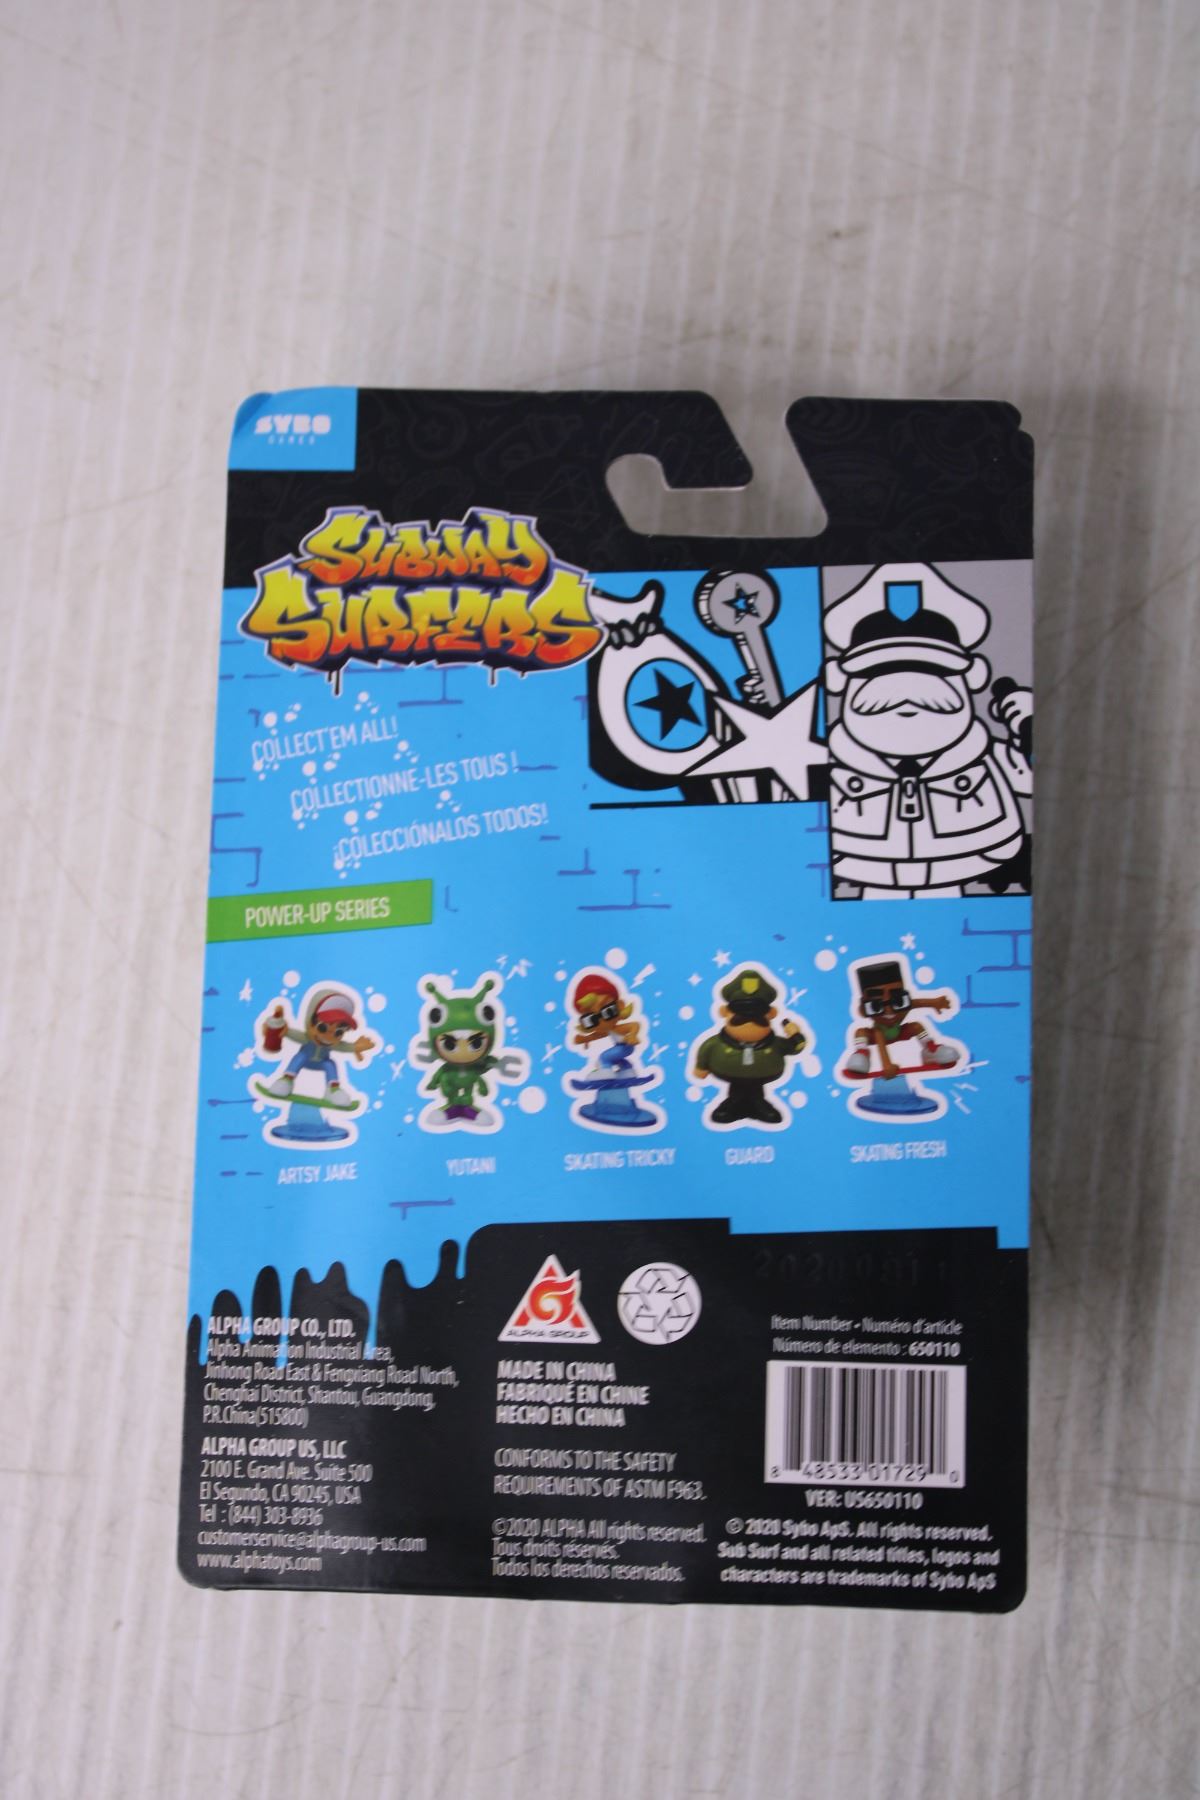 SYBO
GAMES
SUBWAY
SURFERS
COLLECT'EM ALL!
COLLECTIONNE-LES TOUS !
¡COLECCIÓNALOS TODOS!
POWER-UP SERIES
ARTSY JAKE
YUTANI
SKATING TRICKY
GUARD
SKATING FRESH
ALPHA GROUP CO., LTD.
Alpha Animation Industrial Area,
Jinhong Road East & Fengxiang Road North,
Chenghai District, Shantou, Guangdong,
P.R.China(515800)
ALPHA GROUP US, LLC
2100 E. Grand Ave. Suite 500
El Segundo, CA 90245, USA
Tel : (844) 303-8936
customerservice@alphagroup-us.com
www.alphatoys.com
ALPHA GROUP
MADE IN CHINA
FABRIQUÉ EN CHINE
HECHO EN CHINA
CONFORMS TO THE SAFETY
REQUIREMENTS OF ASTM F963.
©2020 ALPHA All rights reserved.
Tous droits réservés.
Todos los derechos reservados.
Item Number • Numéro d'article
Número de elemento : 650110
8 48533 01729 0
VER: US650110
© 2020 Sybo ApS. All rights reserved.
Sub Surf and all related titles, logos and
characters are trademarks of Sybo ApS